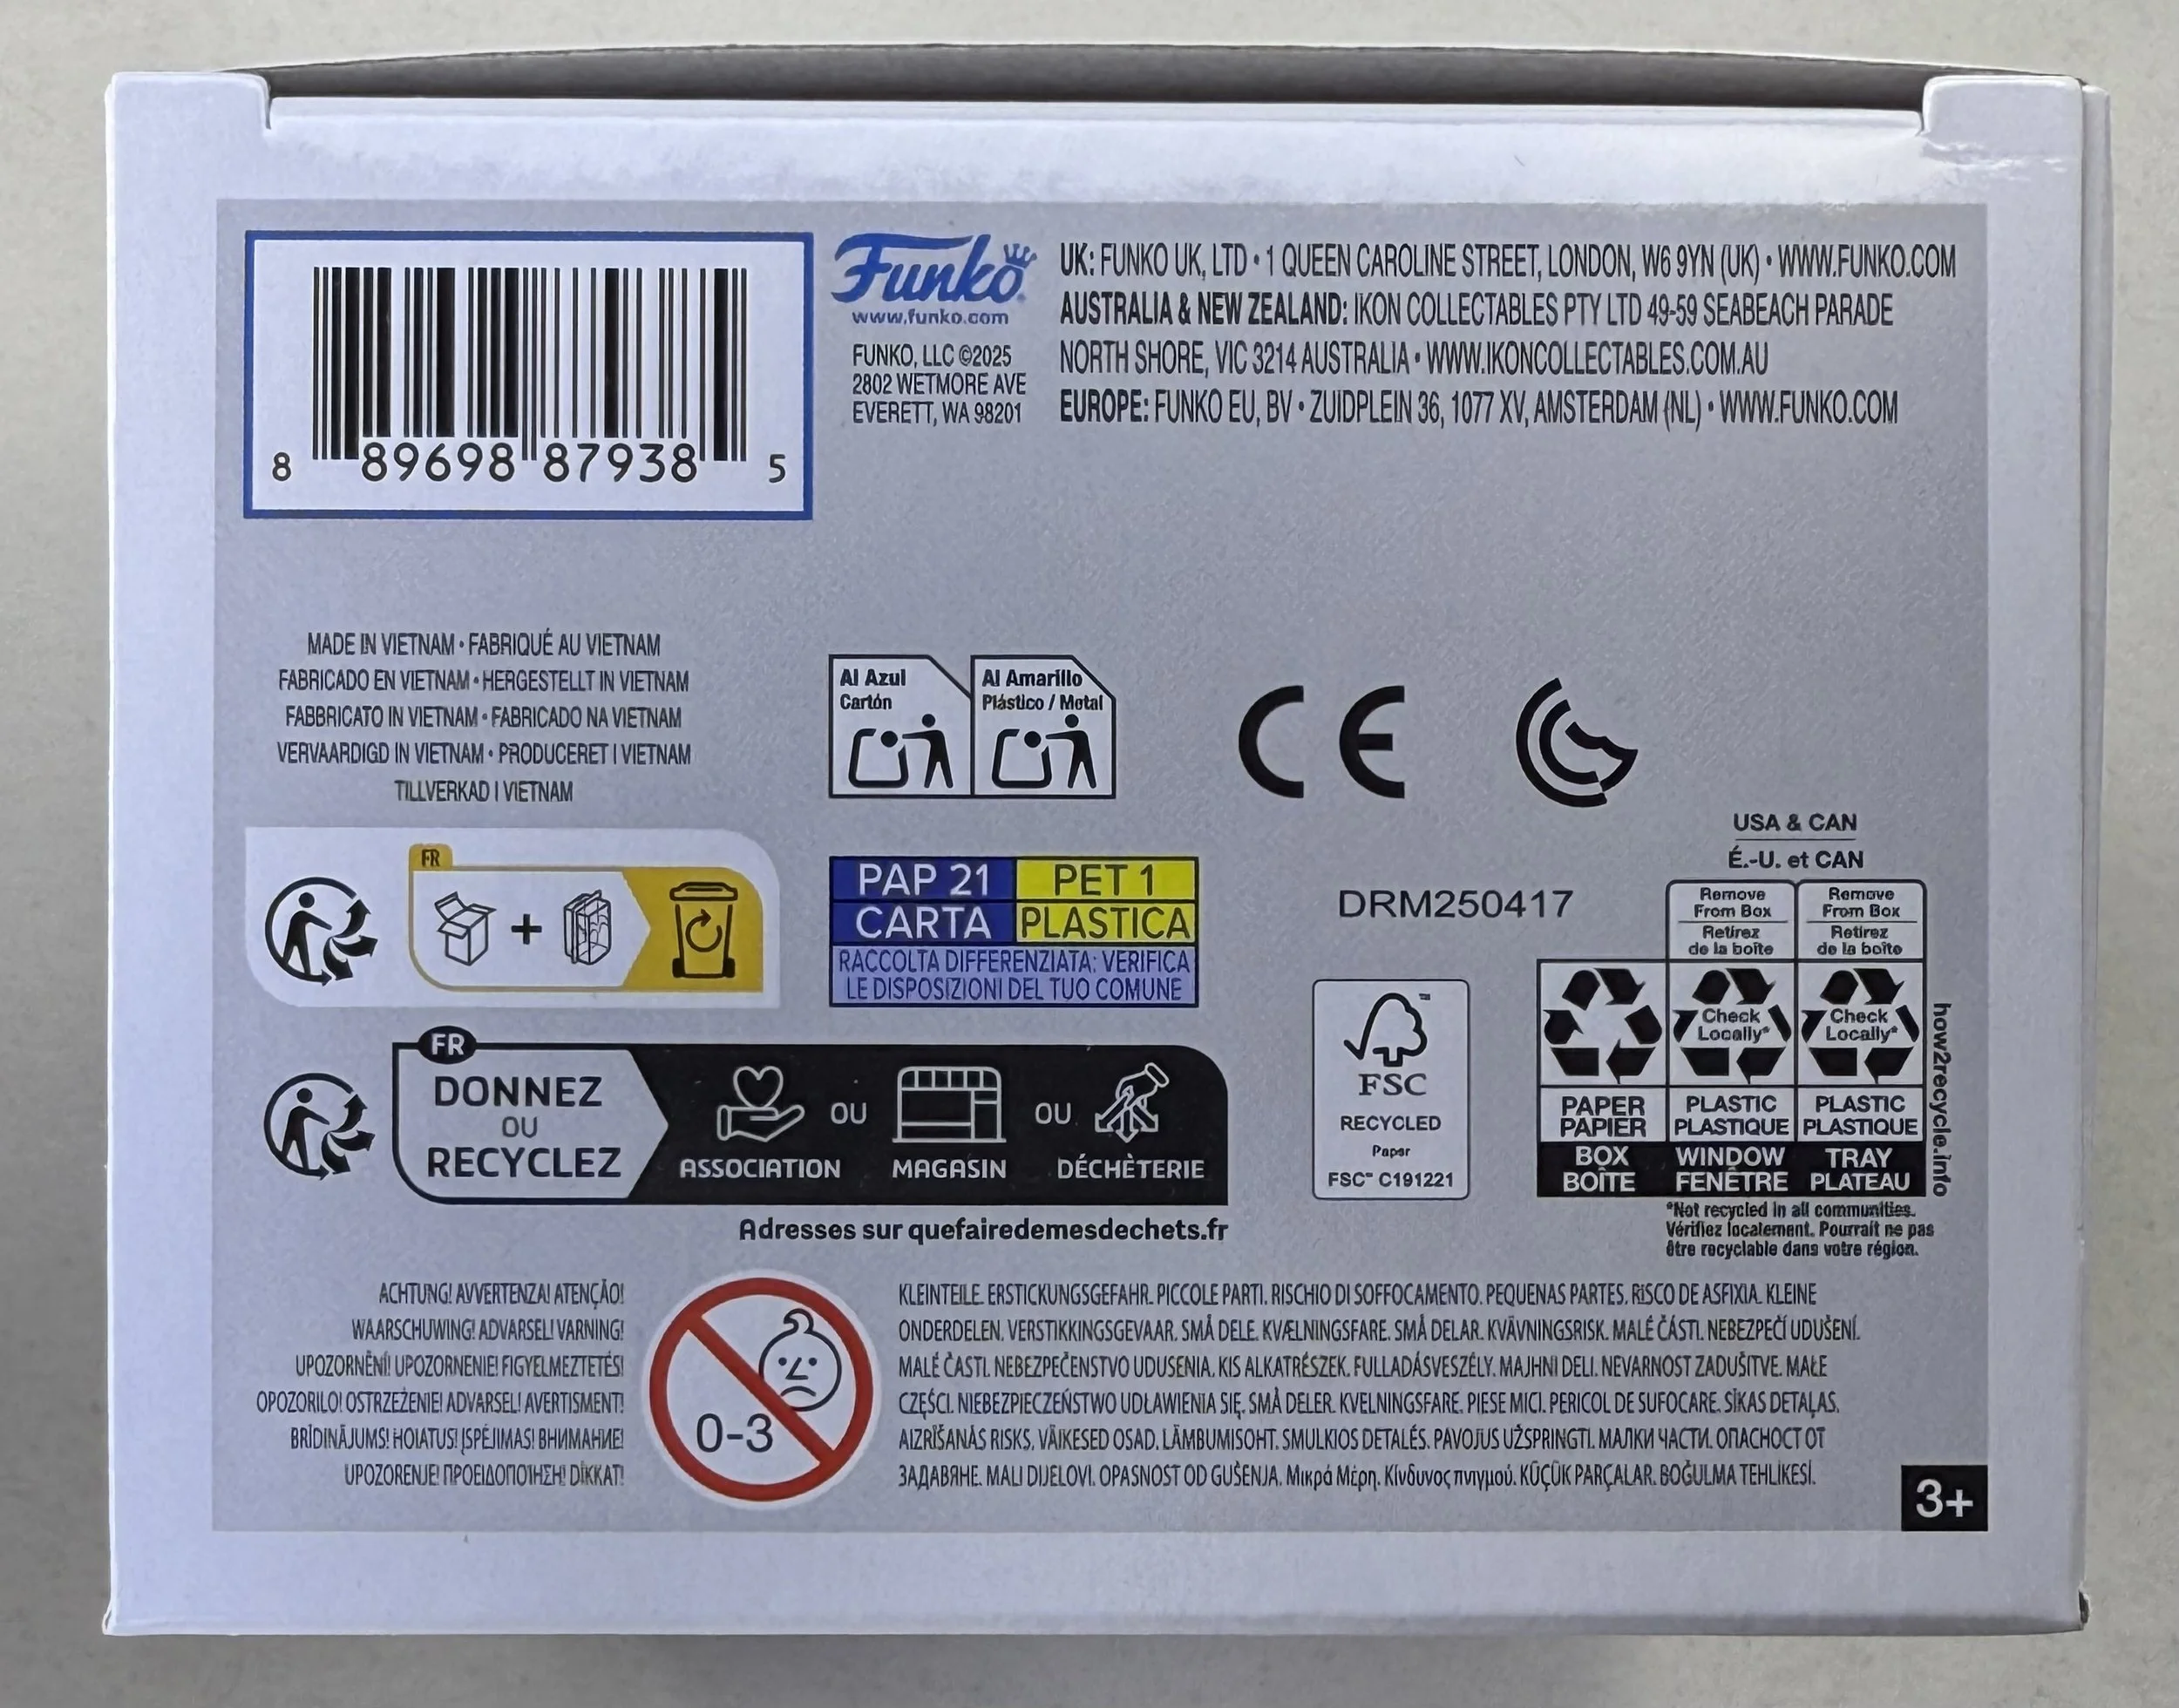 8 89698 87938 5
Funko
www.funko.com
FUNKO, LLC ©2025
2802 WETMORE AVE
EVERETT, WA 98201
UK: FUNKO UK, LTD • 1 QUEEN CAROLINE STREET, LONDON, W6 9YN (UK) • WWW.FUNKO.COM
AUSTRALIA & NEW ZEALAND: IKON COLLECTABLES PTY LTD 49-59 SEABEACH PARADE
NORTH SHORE, VIC 3214 AUSTRALIA • WWW.IKONCOLLECTABLES.COM.AU
EUROPE: FUNKO EU, BV • ZUIDPLEIN 36, 1077 XV, AMSTERDAM (NL) • WWW.FUNKO.COM
MADE IN VIETNAM • FABRIQUÉ AU VIETNAM
FABRICADO EN VIETNAM • HERGESTELLT IN VIETNAM
FABBRICATO IN VIETNAM • FABRICADO NA VIETNAM
VERVAARDIGD IN VIETNAM • PRODUCERET I VIETNAM
TILLVERKAD I VIETNAM
Al Azul
Cartón
Al Amarillo
Plástico / Metal
CE
FR
PAP 21
PET 1
CARTA
PLASTICA
RACCOLTA DIFFERENZIATA: VERIFICA
LE DISPOSIZIONI DEL TUO COMUNE
DRM250417
USA & CAN
É.-U. et CAN
Remove
From Box
Retirez
de la boîte
Remove
From Box
Retirez
de la boîte
Check
Locally*
Check
Locally*
PAPER
PAPIER
PLASTIC
PLASTIQUE
PLASTIC
PLASTIQUE
BOX
BOÎTE
WINDOW
FENÊTRE
TRAY
PLATEAU
how2recycle.info
*Not recycled in all communities.
Vérifiez localement. Pourrait ne pas
être recyclable dans votre région.
FSC™
RECYCLED
Paper
FSC™ C191221
FR
DONNEZ
OU
RECYCLEZ
ASSOCIATION
OU
MAGASIN
OU
DÉCHÈTERIE
Adresses sur quefairedemesdechets.fr
ACHTUNG! AVVERTENZA! ATENÇÃO!
WAARSCHUWING! ADVARSEL! VARNING!
UPOZORNĚNÍ! UPOZORNENIE! FIGYELMEZTETÉS!
OPOZORILO! OSTRZEŻENIE! ADVARSEL! AVERTISMENT!
BRĪDINĀJUMS! HOIATUS! ĮSPĖJIMAS! ВНИМАНИЕ!
UPOZORENJE! ΠΡΟΕΙΔΟΠΟΊΗΣΗ! DİKKAT!
0-3
KLEINTEILE. ERSTICKUNGSGEFAHR. PICCOLE PARTI. RISCHIO DI SOFFOCAMENTO. PEQUENAS PARTES. RISCO DE ASFIXIA. KLEINE
ONDERDELEN. VERSTIKKINGSGEVAAR. SMÅ DELE. KVÆLNINGSFARE. SMÅ DELAR. KVÄVNINGSRISK. MALÉ ČÁSTI. NEBEZPEČÍ UDUŠENÍ.
MALÉ ČASTI. NEBEZPEČENSTVO UDUSENIA. KIS ALKATRÉSZEK. FULLADÁSVESZÉLY. MAJHNI DELI. NEVARNOST ZADUŠITVE. MAŁE
CZĘŚCI. NIEBEZPIECZEŃSTWO UDŁAWIENIA SIĘ. SMÅ DELER. KVELNINGSFARE. PIESE MICI. PERICOL DE SUFOCARE. SĪKAS DETAĻAS.
AIZRĪŠANĀS RISKS. VÄIKESED OSAD. LÄMBUMISOHT. SMULKIOS DETALĖS. PAVOJUS UŽSPRINGTI. МАЛКИ ЧАСТИ. ОПАСНОСТ ОТ
ЗАДАВЯНЕ. MALI DIJELOVI. OPASNOST OD GUŠENJA. Μικρά Μέρη. Κίνδυνος πνιγμού. KÜÇÜK PARÇALAR. BOĞULMA TEHLİKESİ.
3+